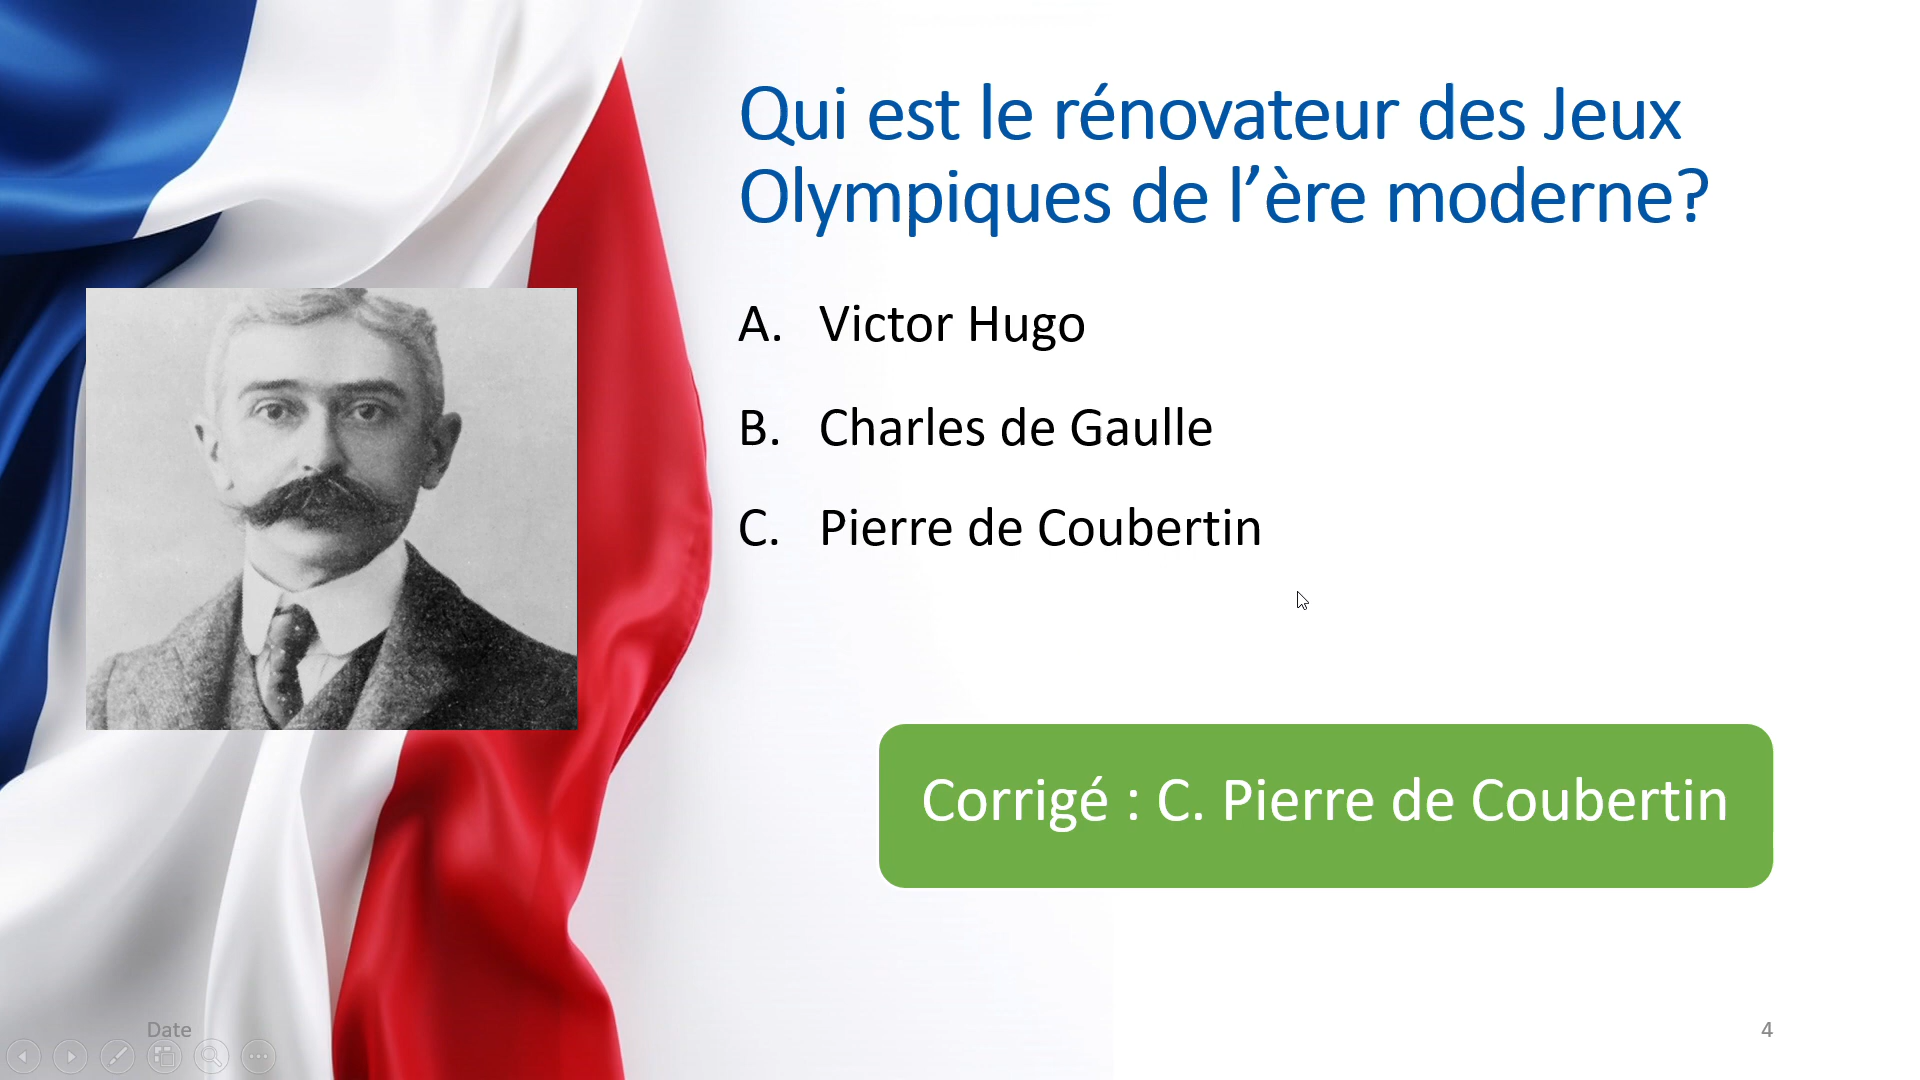 Qui est le rénovateur des Jeux
Olympiques de l’ère moderne?
A. Victor Hugo
B. Charles de Gaulle
C. Pierre de Coubertin
Corrigé : C. Pierre de Coubertin
Date
4